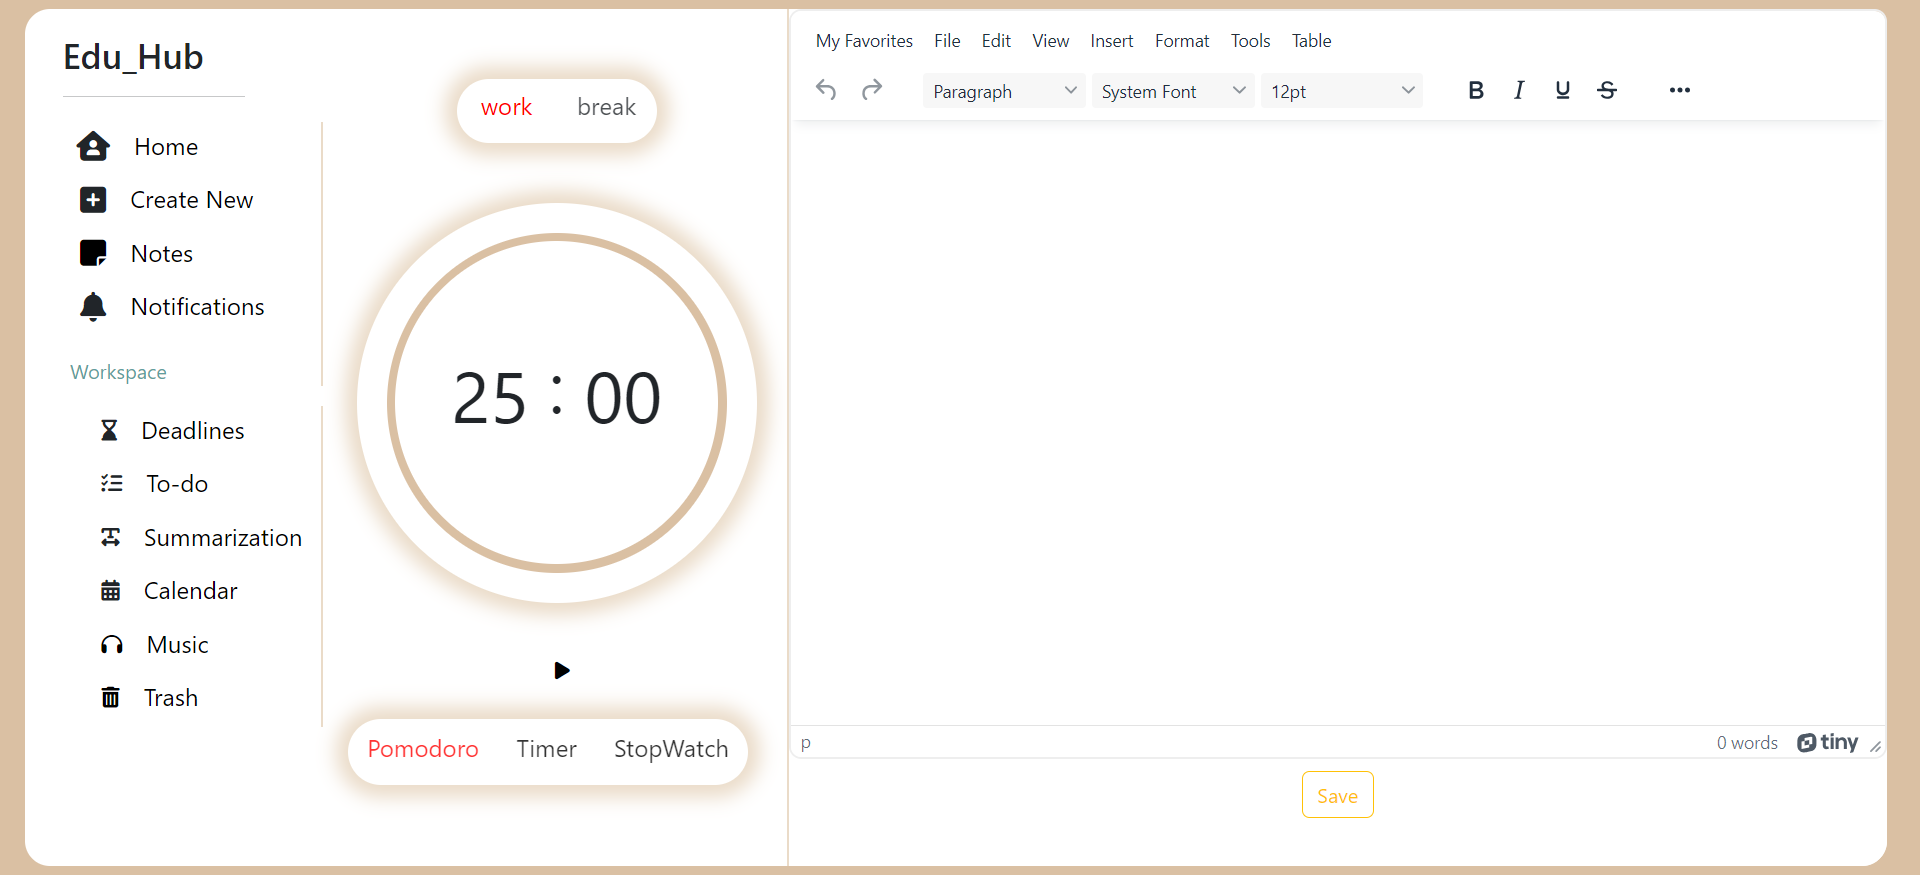 Edu_Hub
Home
Create New
Notes
Notifications
Workspace
Deadlines
To-do
Summarization
Calendar
Music
Trash
work break
25 : 00
Pomodoro Timer StopWatch
My Favorites File Edit View Insert Format Tools Table
Paragraph System Font 12pt B I U S
p 0 words tiny
Save